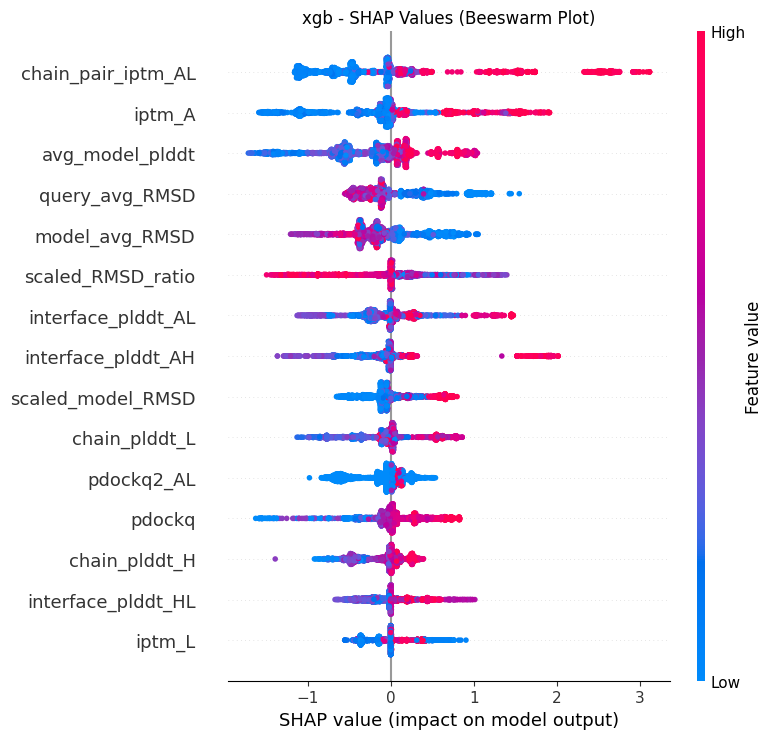 xgb - SHAP Values (Beeswarm Plot)
High
chain_pair_iptm_AL
iptm_A
avg_model_plddt
query_avg_RMSD
model_avg_RMSD
scaled_RMSD_ratio
interface_plddt_AL
interface_plddt_AH
scaled_model_RMSD
chain_plddt_L
pdockq2_AL
pdockq
chain_plddt_H
interface_plddt_HL
iptm_L
Feature value
Low
−1 0 1 2 3
SHAP value (impact on model output)